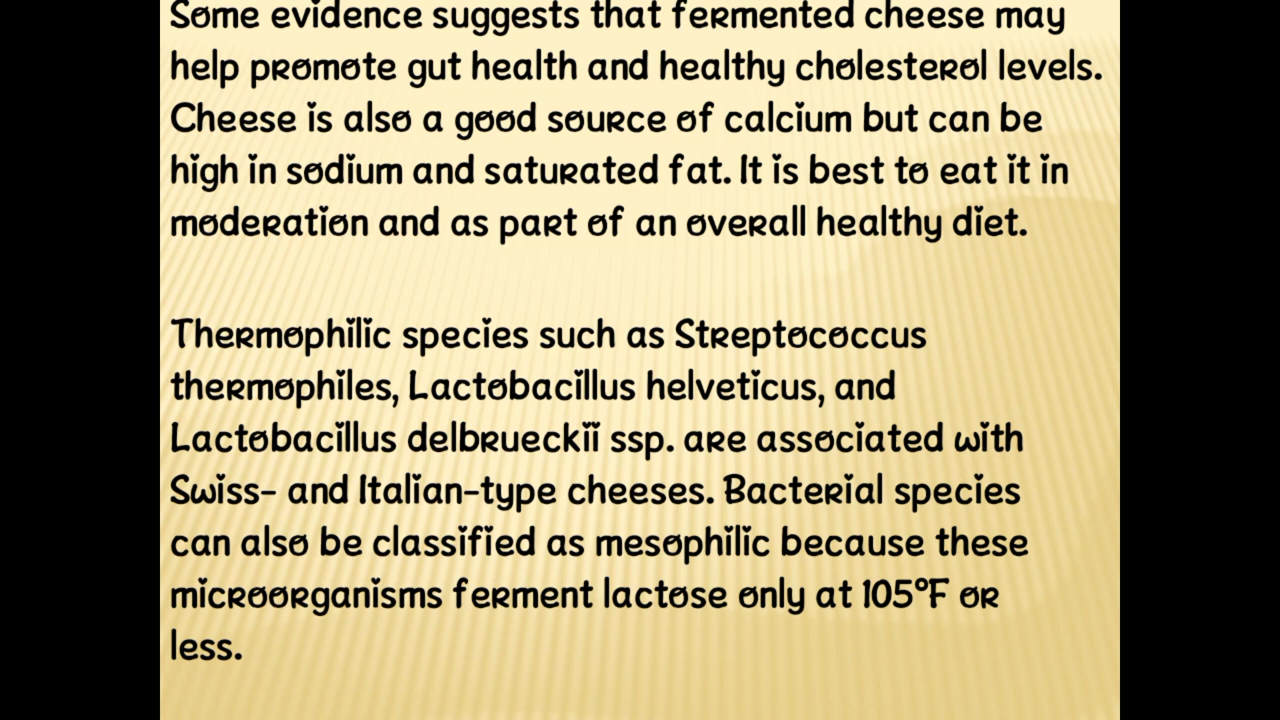 Some evidence suggests that fermented cheese may
help promote gut health and healthy cholesterol levels.
Cheese is also a good source of calcium but can be
high in sodium and saturated fat. It is best to eat it in
moderation and as part of an overall healthy diet.
Thermophilic species such as Streptococcus
thermophiles, Lactobacillus helveticus, and
Lactobacillus delbrueckii ssp. are associated with
Swiss- and Italian-type cheeses. Bacterial species
can also be classified as mesophilic because these
microorganisms ferment lactose only at 105°F or
less.